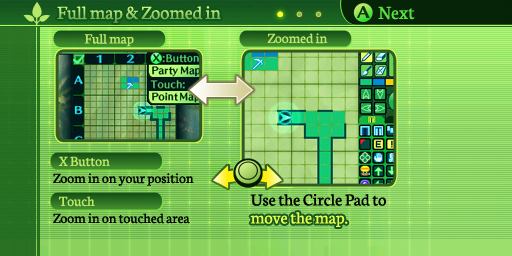 Full map & Zoomed in
A Next
Full map
1 2 X:Button
Party Map
Touch:
Point Map
A
B
C
Zoomed in
X Button
Zoom in on your position
Touch
Zoom in on touched area
Use the Circle Pad to
move the map.